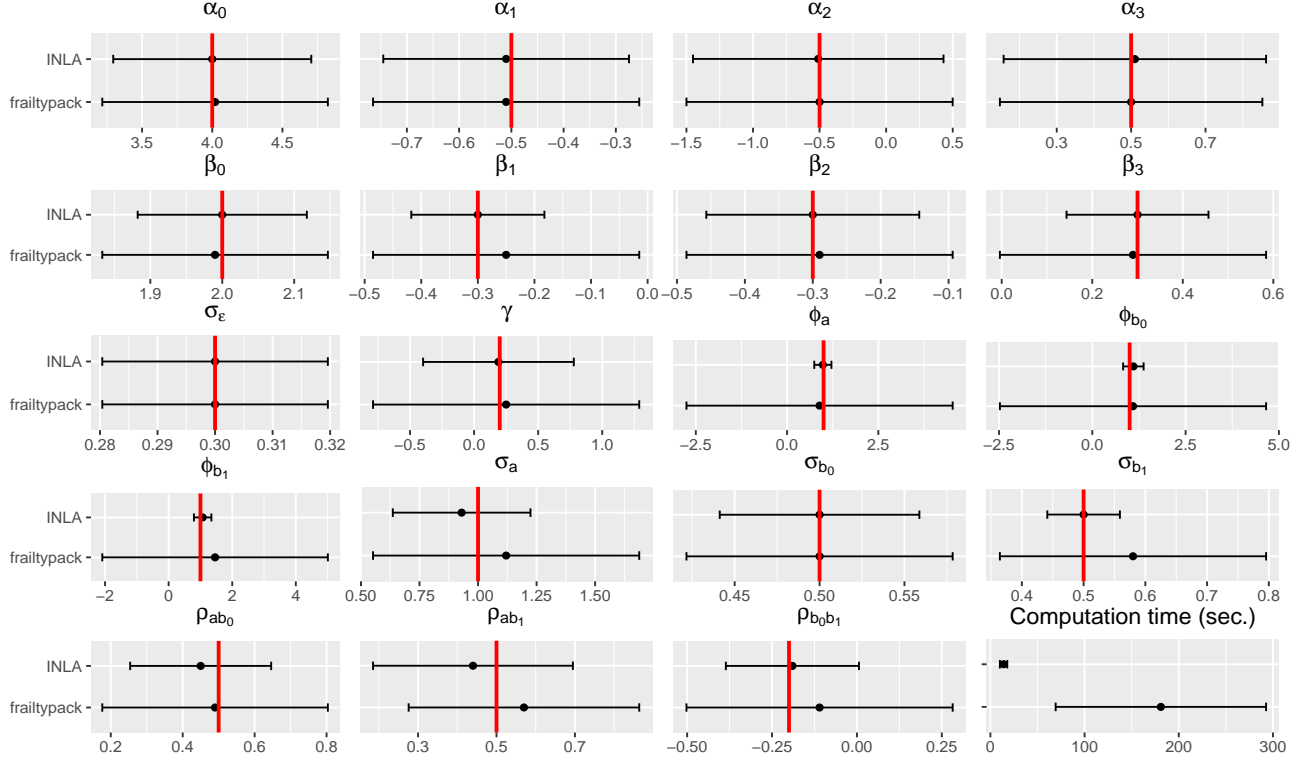 α0 α1 α2 α3
INLA
frailtypack
3.5 4.0 4.5 −0.7 −0.6 −0.5 −0.4 −0.3 −1.5 −1.0 −0.5 0.0 0.5 0.3 0.5 0.7
β0 β1 β2 β3
INLA
frailtypack
1.9 2.0 2.1 −0.5 −0.4 −0.3 −0.2 −0.1 0.0 −0.5 −0.4 −0.3 −0.2 −0.1 0.0 0.2 0.4 0.6
σε γ ϕa ϕb0
INLA
frailtypack
0.28 0.29 0.30 0.31 0.32 −0.5 0.0 0.5 1.0 −2.5 0.0 2.5 −2.5 0.0 2.5 5.0
ϕb1 σa σb0 σb1
INLA
frailtypack
−2 0 2 4 0.50 0.75 1.00 1.25 1.50 0.45 0.50 0.55 0.4 0.5 0.6 0.7 0.8
ρab0 ρab1 ρb0b1 Computation time (sec.)
INLA
frailtypack
0.2 0.4 0.6 0.8 0.3 0.5 0.7 −0.50 −0.25 0.00 0.25 0 100 200 300